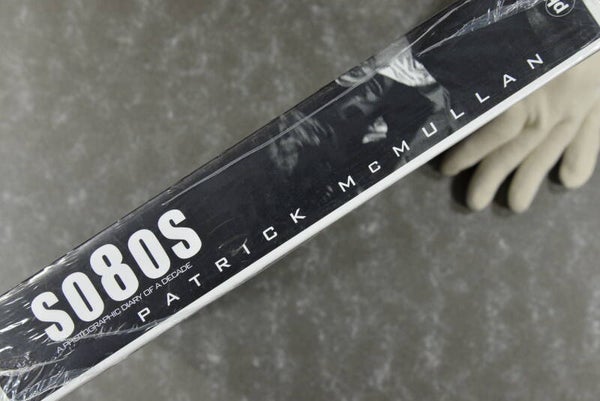 SO80S
A PHOTOGRAPHIC DIARY OF A DECADE
PATRICK McMULLAN